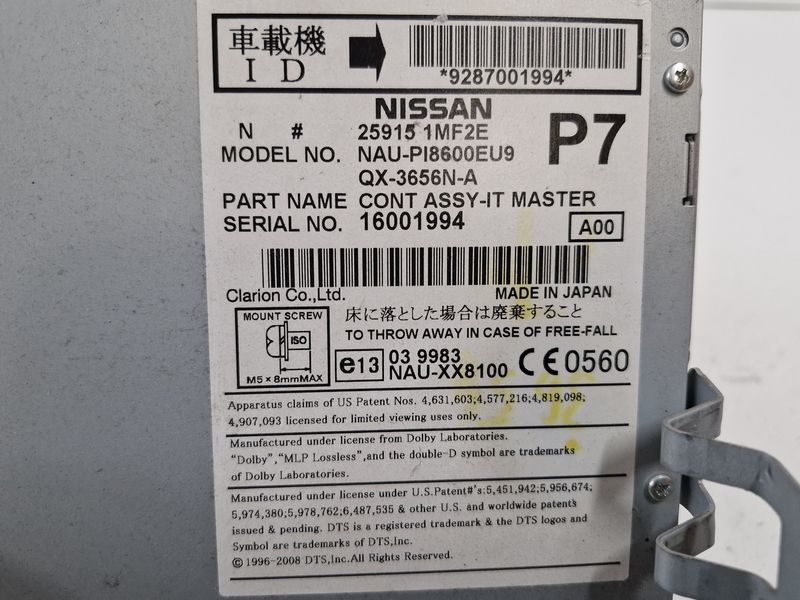 車載機
ID
*9287001994*
NISSAN
N # 25915 1MF2E
P7
MODEL NO. NAU-PI8600EU9
QX-3656N-A
PART NAME CONT ASSY-IT MASTER
SERIAL NO. 16001994
A00
Clarion Co.,Ltd. MADE IN JAPAN
MOUNT SCREW
ISO
M5 × 8mmMAX
床に落とした場合は廃棄すること
TO THROW AWAY IN CASE OF FREE-FALL
e13 03 9983
NAU-XX8100
CE0560
Apparatus claims of US Patent Nos. 4,631,603;4,577,216;4,819,098;
4,907,093 licensed for limited viewing uses only.
Manufactured under license from Dolby Laboratories.
"Dolby","MLP Lossless",and the double-D symbol are trademarks
of Dolby Laboratories.
Manufactured under license under U.S.Patent#'s:5,451,942;5,956,674;
5,974,380;5,978,762;6,487,535 & other U.S. and worldwide patents
issued & pending. DTS is a registered trademark & the DTS logos and
Symbol are trademarks of DTS,Inc.
©1996-2008 DTS,Inc.All Rights Reserved.